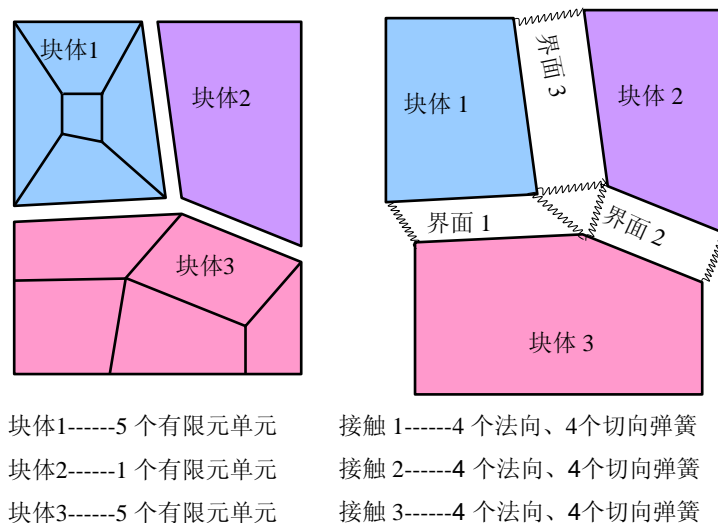 块体1
块体2
块体3
块体 1
界面 3
块体 2
界面 1
界面 2
块体 3
块体1------5 个有限元单元
接触 1------4 个法向、4个切向弹簧
块体2------1 个有限元单元
接触 2------4 个法向、4个切向弹簧
块体3------5 个有限元单元
接触 3------4 个法向、4个切向弹簧